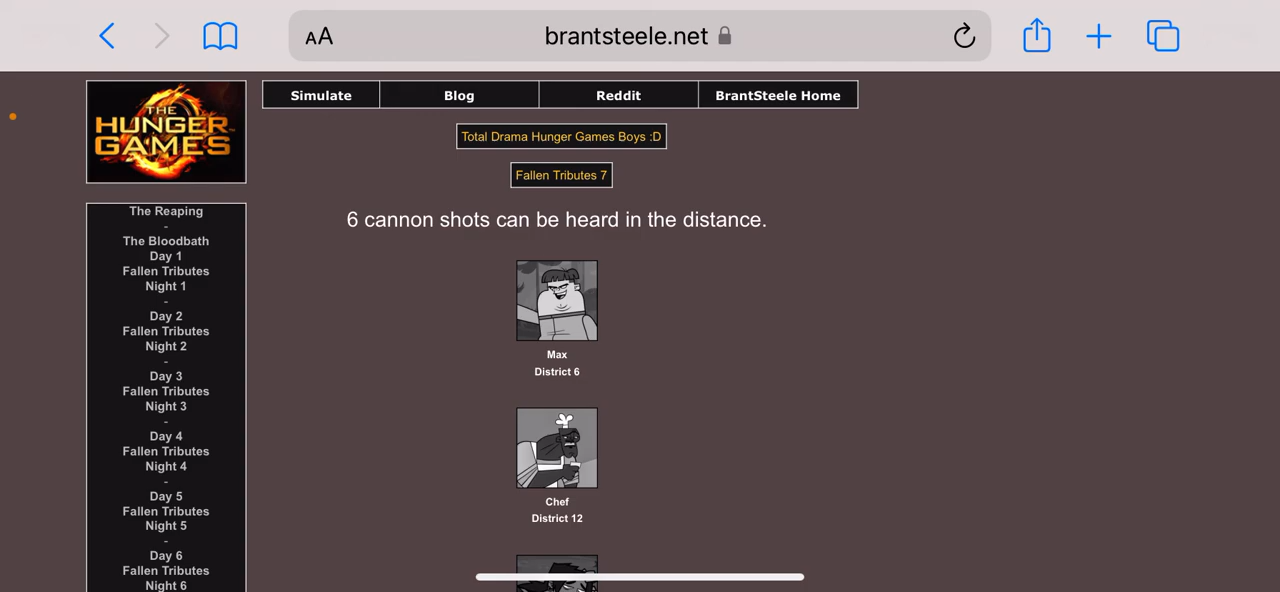 AA
brantsteele.net
THE
HUNGER
GAMES
Simulate
Blog
Reddit
BrantSteele Home
Total Drama Hunger Games Boys :D
Fallen Tributes 7
6 cannon shots can be heard in the distance.
The Reaping
-
The Bloodbath
Day 1
Fallen Tributes
Night 1
-
Day 2
Fallen Tributes
Night 2
-
Day 3
Fallen Tributes
Night 3
-
Day 4
Fallen Tributes
Night 4
-
Day 5
Fallen Tributes
Night 5
-
Day 6
Fallen Tributes
Night 6
Max
District 6
Chef
District 12